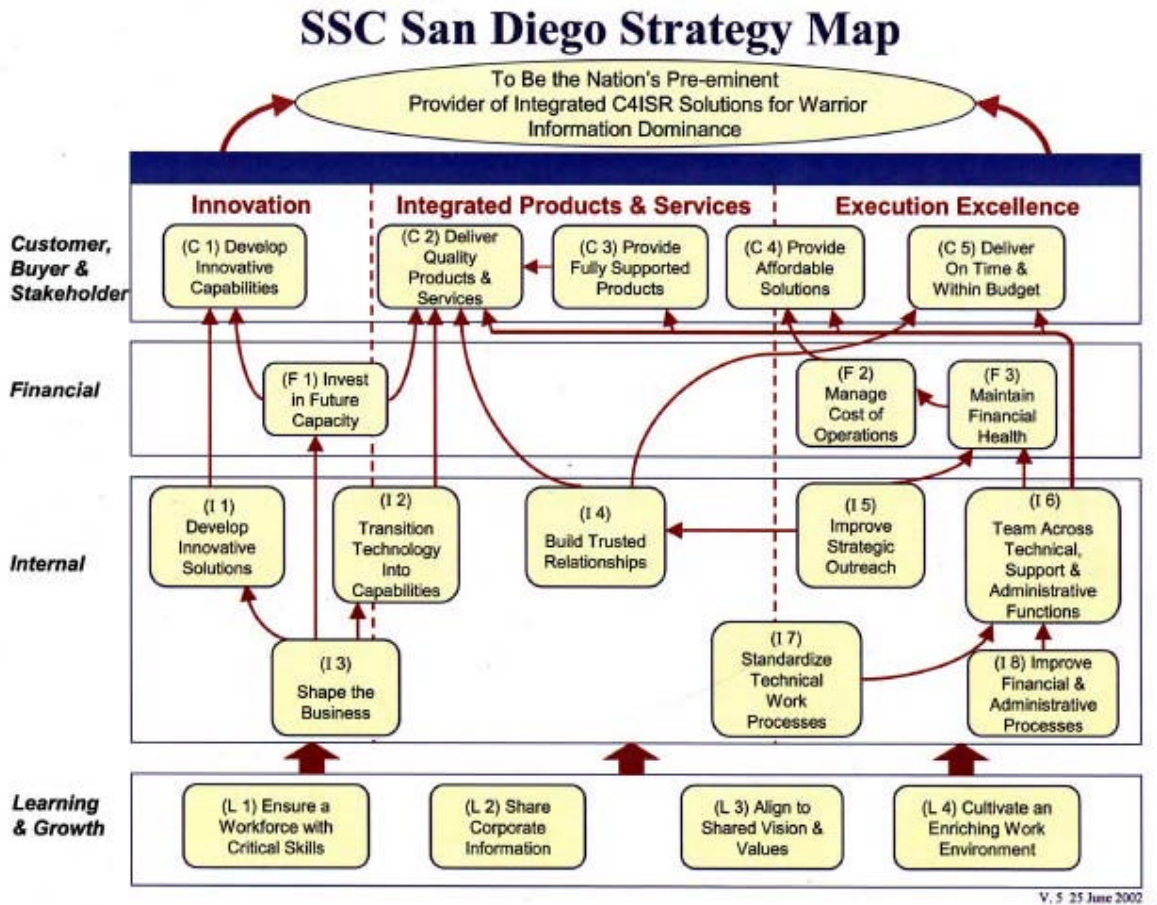 SSC San Diego Strategy Map
To Be the Nation's Pre-eminent
Provider of Integrated C4ISR Solutions for Warrior
Information Dominance
Innovation
Integrated Products & Services
Execution Excellence
Customer,
Buyer &
Stakeholder
(C 1) Develop
Innovative
Capabilities
(C 2) Deliver
Quality
Products &
Services
(C 3) Provide
Fully Supported
Products
(C 4) Provide
Affordable
Solutions
(C 5) Deliver
On Time &
Within Budget
Financial
(F 1) Invest
in Future
Capacity
(F 2)
Manage
Cost of
Operations
(F 3)
Maintain
Financial
Health
Internal
(I 1)
Develop
Innovative
Solutions
(I 2)
Transition
Technology
Into
Capabilities
(I 4)
Build Trusted
Relationships
(I 5)
Improve
Strategic
Outreach
(I 6)
Team Across
Technical,
Support &
Administrative
Functions
(I 3)
Shape the
Business
(I 7)
Standardize
Technical
Work
Processes
(I 8) Improve
Financial &
Administrative
Processes
Learning
& Growth
(L 1) Ensure a
Workforce with
Critical Skills
(L 2) Share
Corporate
Information
(L 3) Align to
Shared Vision &
Values
(L 4) Cultivate an
Enriching Work
Environment
V. 5 25 June 2002